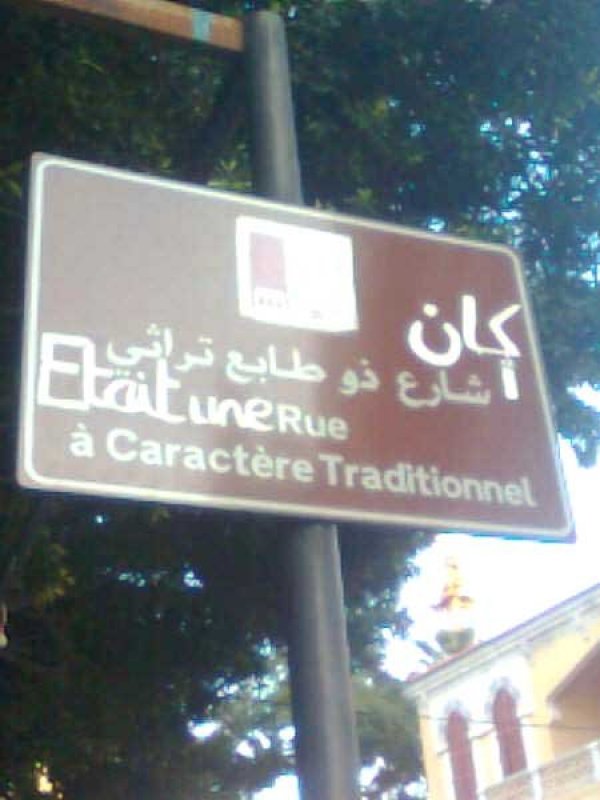 كان
شارع ذو طابع تراثي
Etait une Rue
à Caractère Traditionnel